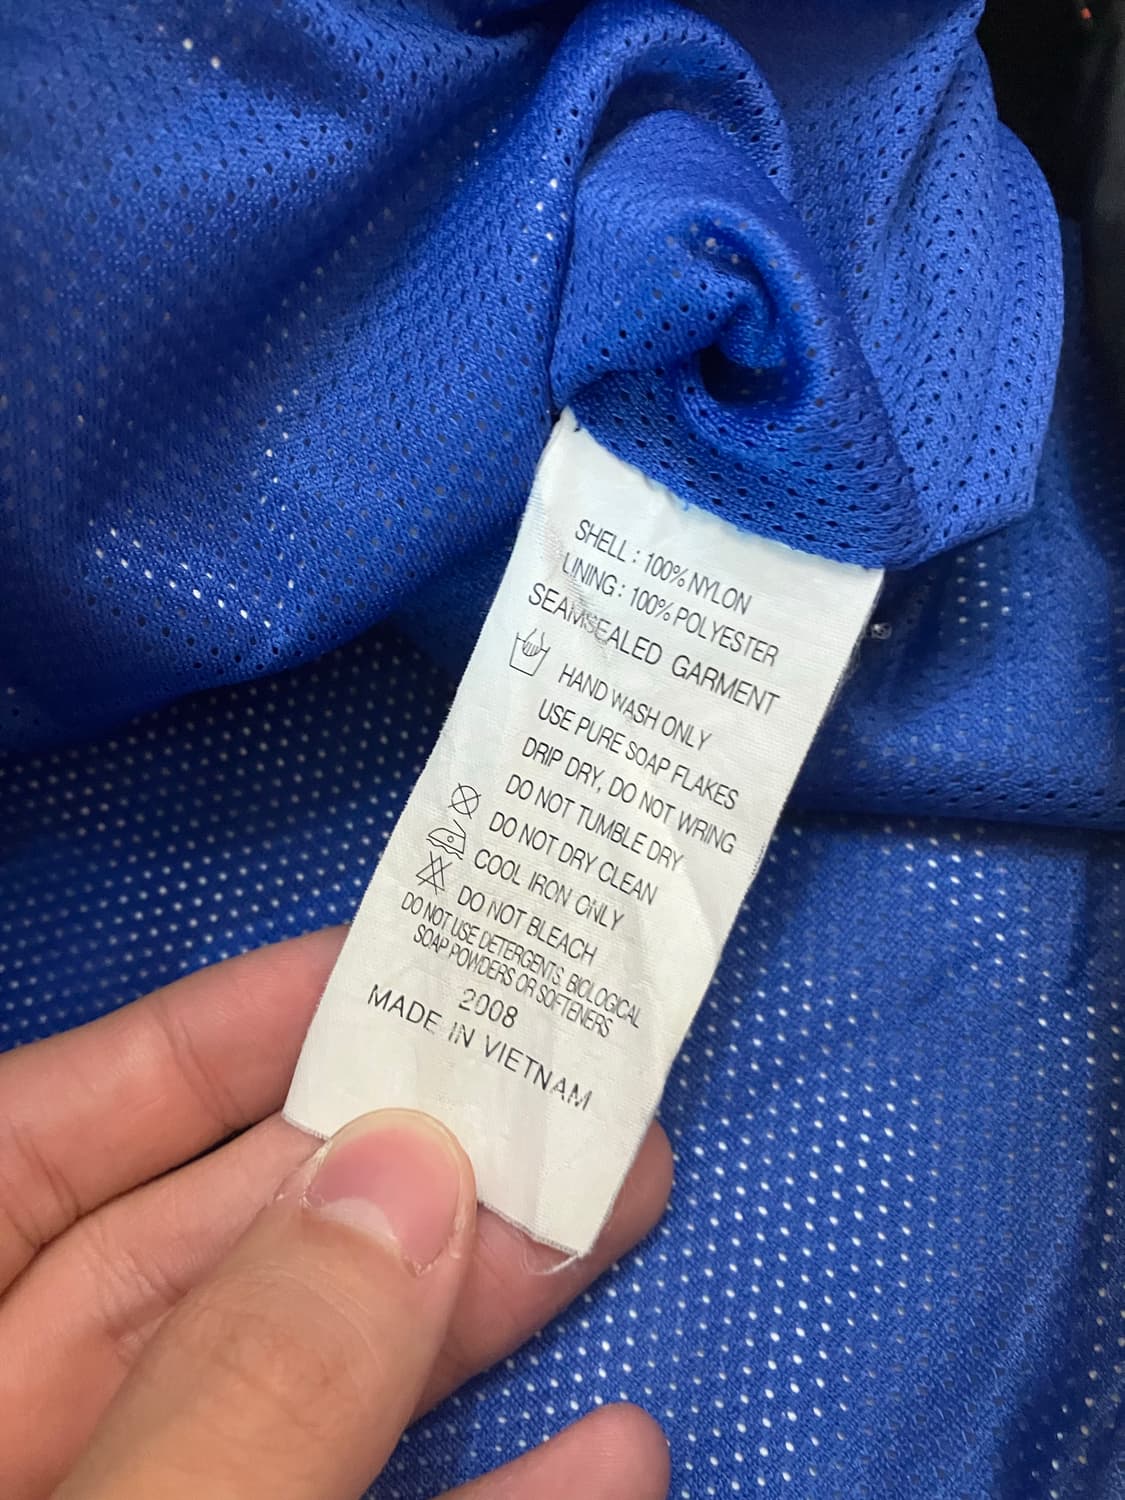 SHELL : 100% NYLON
LINING : 100% POLYESTER
SEAMSEALED GARMENT
HAND WASH ONLY
USE PURE SOAP FLAKES
DRIP DRY, DO NOT WRING
DO NOT TUMBLE DRY
DO NOT DRY CLEAN
COOL IRON ONLY
DO NOT BLEACH
DO NOT USE DETERGENTS, BIOLOGICAL
SOAP POWDERS OR SOFTENERS
2008
MADE IN VIETNAM